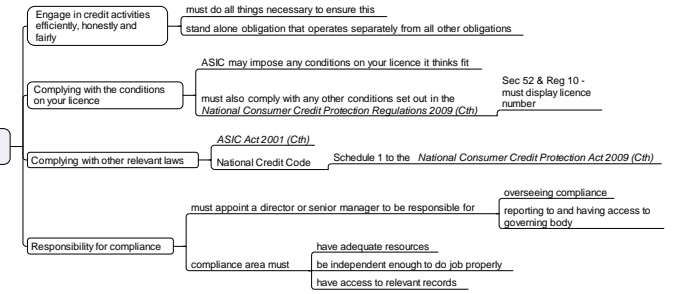 Engage in credit activities
efficiently, honestly and
fairly
must do all things necessary to ensure this
stand alone obligation that operates separately from all other obligations
Complying with the conditions
on your licence
ASIC may impose any conditions on your licence it thinks fit
must also comply with any other conditions set out in the
National Consumer Credit Protection Regulations 2009 (Cth)
Sec 52 & Reg 10 -
must display licence
number
Complying with other relevant laws
ASIC Act 2001 (Cth)
National Credit Code
Schedule 1 to the National Consumer Credit Protection Act 2009 (Cth)
Responsibility for compliance
must appoint a director or senior manager to be responsible for
overseeing compliance
reporting to and having access to
governing body
compliance area must
have adequate resources
be independent enough to do job properly
have access to relevant records